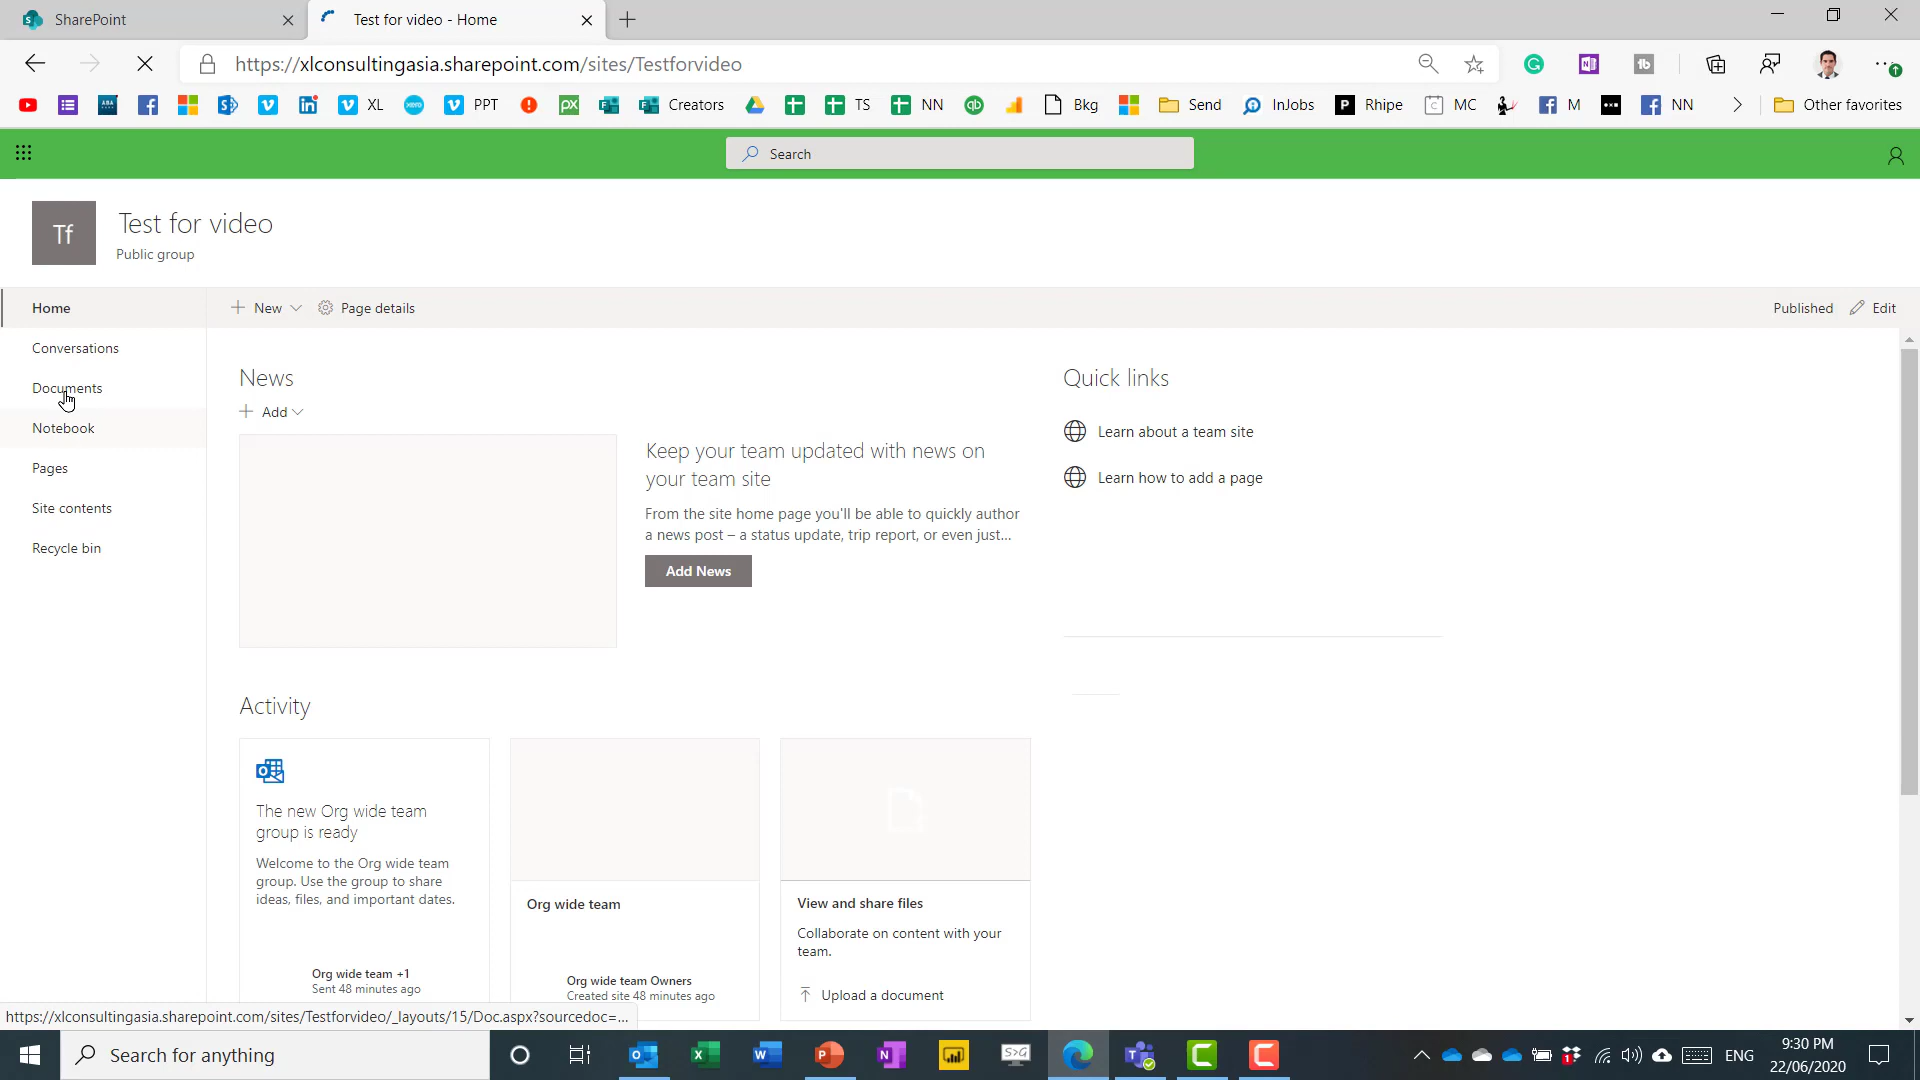 SharePoint
Test for video - Home
https://xlconsultingasia.sharepoint.com/sites/Testforvideo
XL
PPT
Creators
TS
NN
Bkg
Send
InJobs
Rhipe
MC
M
NN
Other favorites
Search
Tf
Test for video
Public group
Home
Conversations
Documents
Notebook
Pages
Site contents
Recycle bin
New
Page details
Published
Edit
News
Add
Keep your team updated with news on
your team site
From the site home page you'll be able to quickly author
a news post – a status update, trip report, or even just...
Add News
Quick links
Learn about a team site
Learn how to add a page
Activity
The new Org wide team
group is ready
Welcome to the Org wide team
group. Use the group to share
ideas, files, and important dates.
Org wide team +1
Sent 48 minutes ago
Org wide team
Org wide team Owners
Created site 48 minutes ago
View and share files
Collaborate on content with your
team.
Upload a document
https://xlconsultingasia.sharepoint.com/sites/Testforvideo/_layouts/15/Doc.aspx?sourcedoc=...
Search for anything
ENG
9:30 PM
22/06/2020